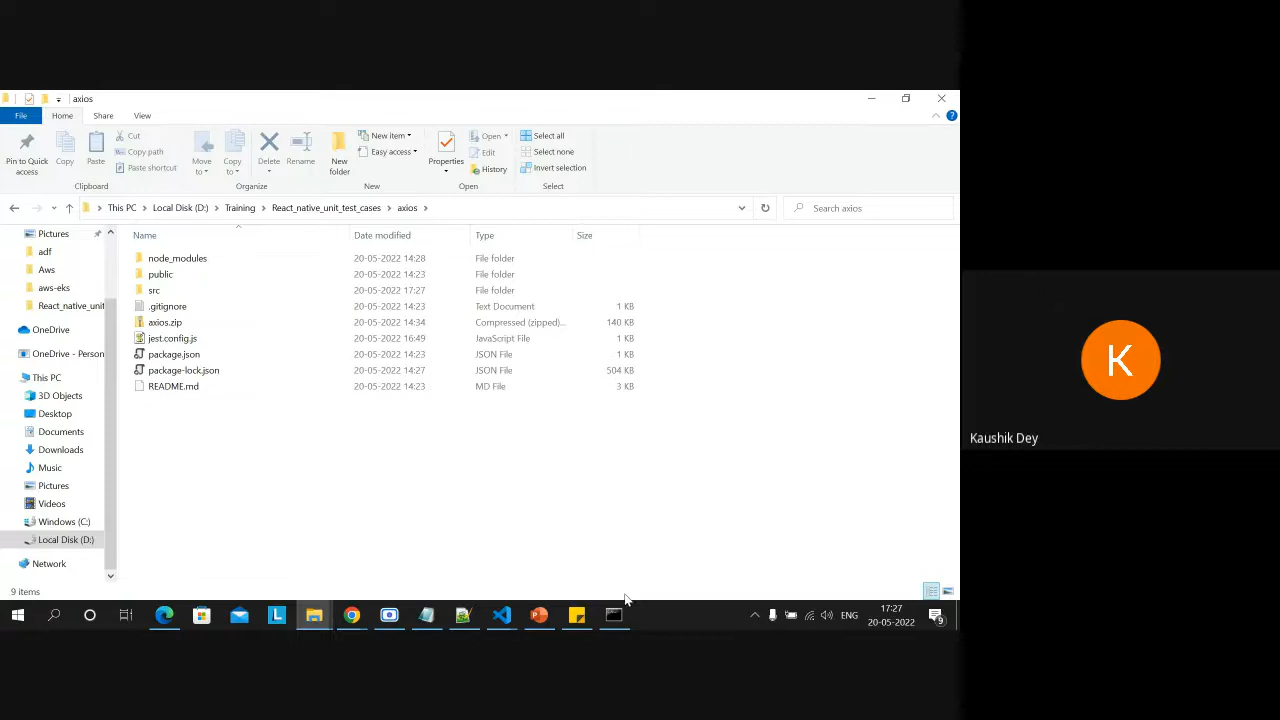 axios
File Home Share View
Pin to Quick access Copy Paste Cut Copy path Paste shortcut Move to Copy to Delete Rename New folder New item Easy access Properties Open Edit History Select all Select none Invert selection
Clipboard Organize New Open Select
This PC Local Disk (D:) Training React_native_unit_test_cases axios Search axios
Name Date modified Type Size
node_modules 20-05-2022 14:28 File folder
public 20-05-2022 14:23 File folder
src 20-05-2022 17:27 File folder
.gitignore 20-05-2022 14:23 Text Document 1 KB
axios.zip 20-05-2022 14:34 Compressed (zipped)... 140 KB
jest.config.js 20-05-2022 16:49 JavaScript File 1 KB
package.json 20-05-2022 14:23 JSON File 1 KB
package-lock.json 20-05-2022 14:27 JSON File 504 KB
README.md 20-05-2022 14:23 MD File 3 KB
Pictures
adf
Aws
aws-eks
React_native_unit
OneDrive
OneDrive - Person
This PC
3D Objects
Desktop
Documents
Downloads
Music
Pictures
Videos
Windows (C:)
Local Disk (D:)
Network
9 items
L
ENG
17:27
20-05-2022
9
K
Kaushik Dey